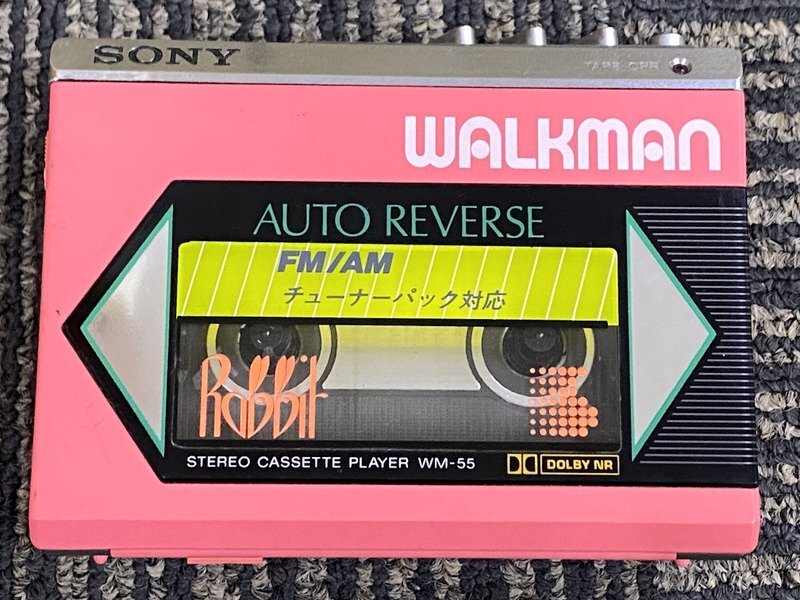 SONY
TAPE OPE
WALKMAN
AUTO REVERSE
FM/AM
チューナーパック対応
Rabbit
STEREO CASSETTE PLAYER WM-55
DOLBY NR